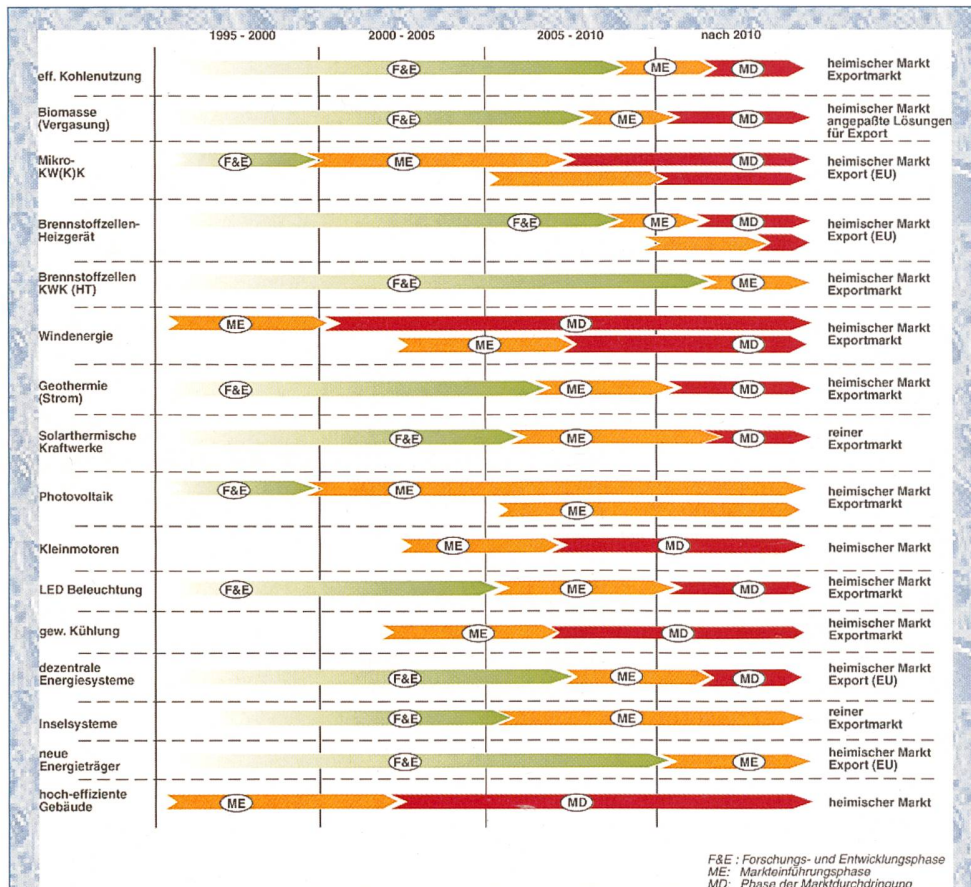 1995 - 2000 2000 - 2005 2005 - 2010 nach 2010
eff. Kohlenutzung F&E ME MD heimischer Markt
Exportmarkt
Biomasse
(Vergasung) F&E ME MD heimischer Markt
angepaßte Lösungen
für Export
Mikro-
KW(K)K F&E ME MD heimischer Markt
Export (EU)
Brennstoffzellen-
Heizgerät F&E ME MD heimischer Markt
Export (EU)
Brennstoffzellen
KWK (HT) F&E ME heimischer Markt
Exportmarkt
Windenergie ME MD heimischer Markt
ME MD Exportmarkt
Geothermie
(Strom) F&E ME MD heimischer Markt
Exportmarkt
Solarthermische
Kraftwerke F&E ME MD reiner
Exportmarkt
Photovoltaik F&E ME heimischer Markt
ME Exportmarkt
Kleinmotoren ME MD heimischer Markt
LED Beleuchtung F&E ME MD heimischer Markt
Exportmarkt
gew. Kühlung ME MD heimischer Markt
Exportmarkt
dezentrale
Energiesysteme F&E ME MD heimischer Markt
Export (EU)
Inselsysteme F&E ME reiner
Exportmarkt
neue
Energieträger F&E ME heimischer Markt
Export (EU)
hoch-effiziente
Gebäude ME MD heimischer Markt
F&E : Forschungs- und Entwicklungsphase
ME: Markteinführungsphase
MD: Phase der Marktdurchdringung